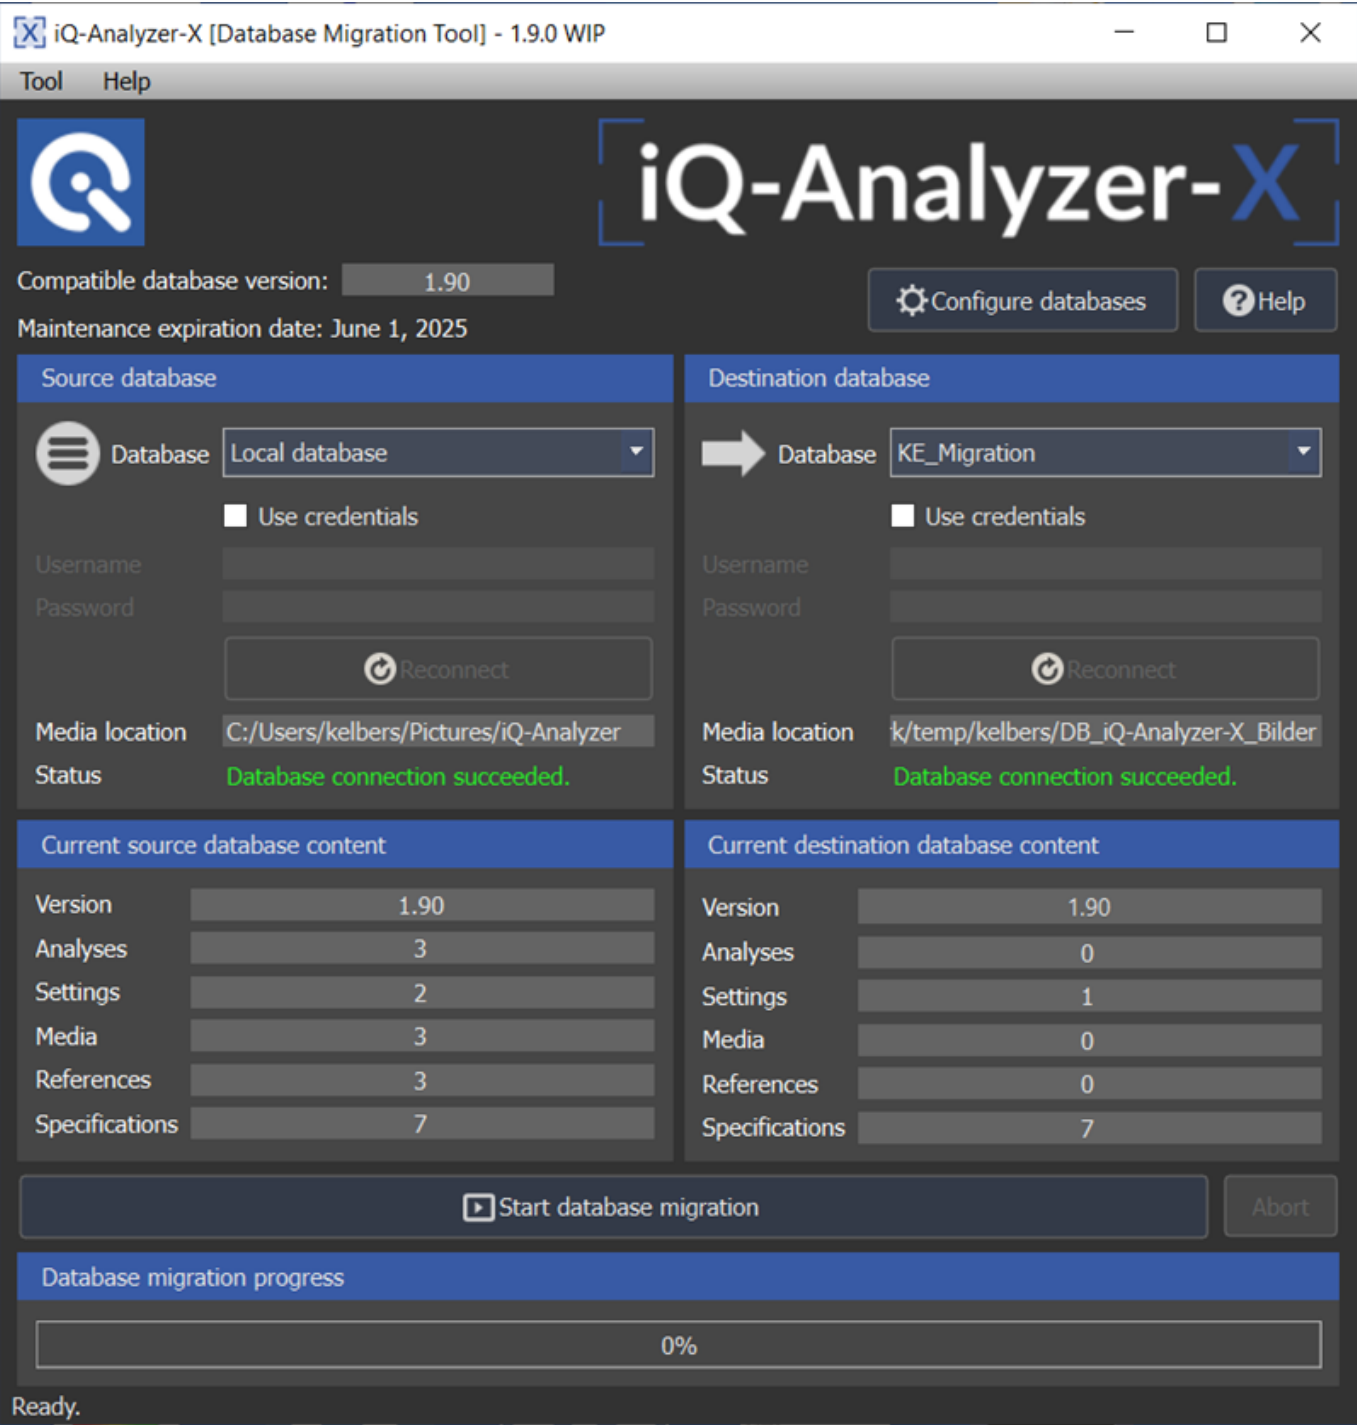 iQ-Analyzer-X [Database Migration Tool] - 1.9.0 WIP
Tool Help
iQ-Analyzer-X
Compatible database version: 1.90
Configure databases
Help
Maintenance expiration date: June 1, 2025
Source database
Database Local database
Use credentials
Username
Password
Reconnect
Media location C:/Users/kelbers/Pictures/iQ-Analyzer
Status Database connection succeeded.
Destination database
Database KE_Migration
Use credentials
Username
Password
Reconnect
Media location k/temp/kelbers/DB_iQ-Analyzer-X_Bilder
Status Database connection succeeded.
Current source database content
Version 1.90
Analyses 3
Settings 2
Media 3
References 3
Specifications 7
Current destination database content
Version 1.90
Analyses 0
Settings 1
Media 0
References 0
Specifications 7
Start database migration
Abort
Database migration progress
0%
Ready.